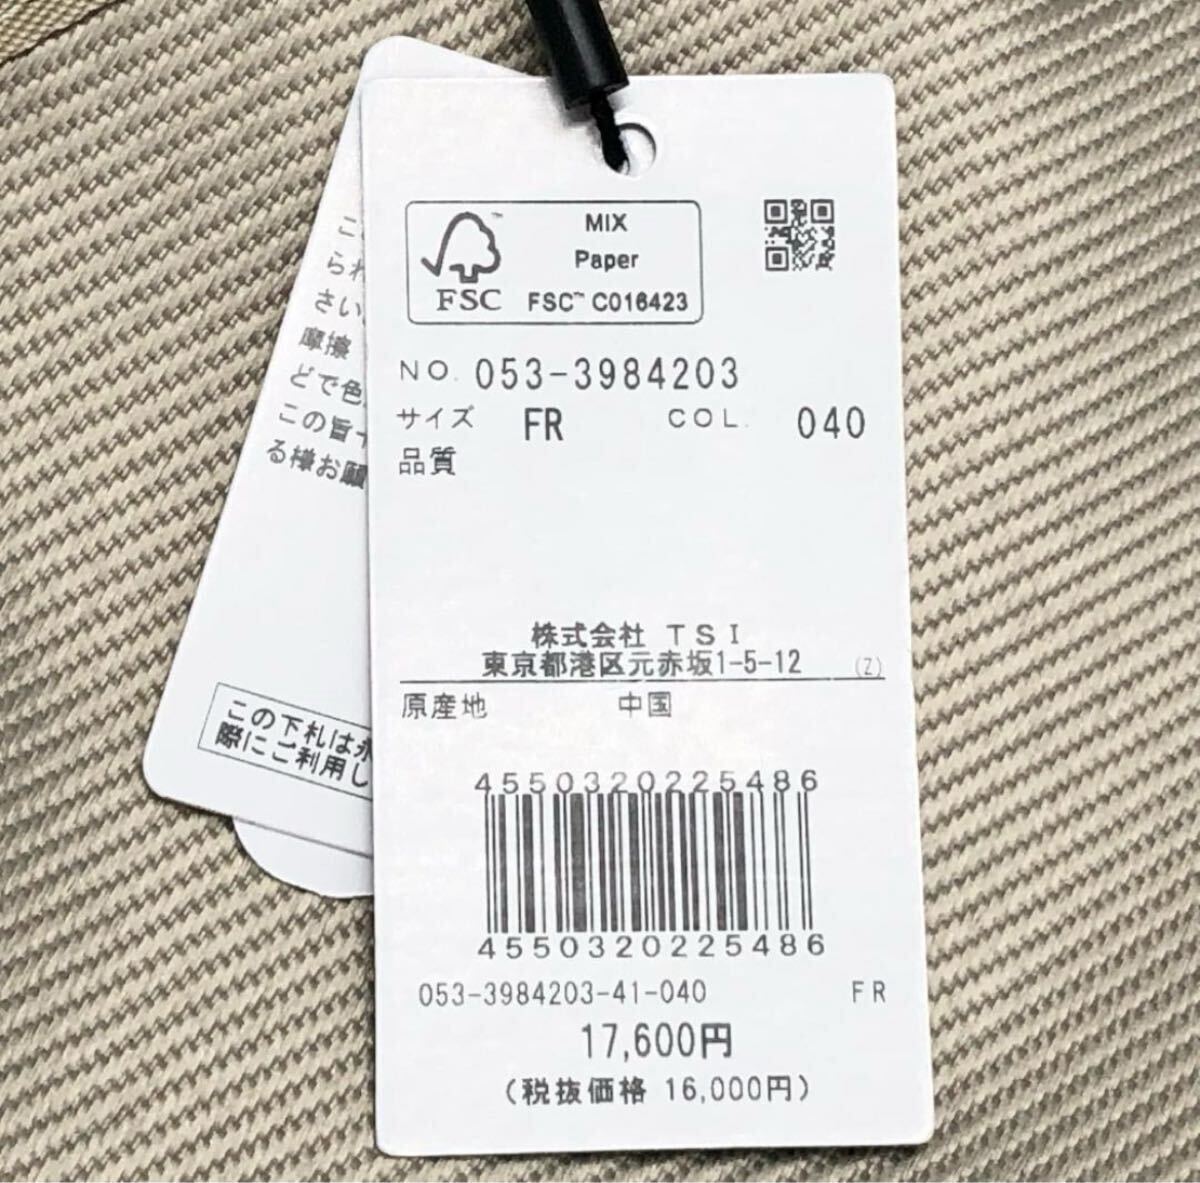 MIX
Paper
FSC™ C016423
FSC
NO. 053-3984203
サイズ FR COL. 040
品質
株式会社 TSI
東京都港区元赤坂1-5-12 (Z)
原産地 中国
4550320225486
4550320225486
053-3984203-41-040 FR
17,600円
(税抜価格 16,000円)
さい
摩擦
どで色
この旨
る様お願
この下札は
際にご利用し